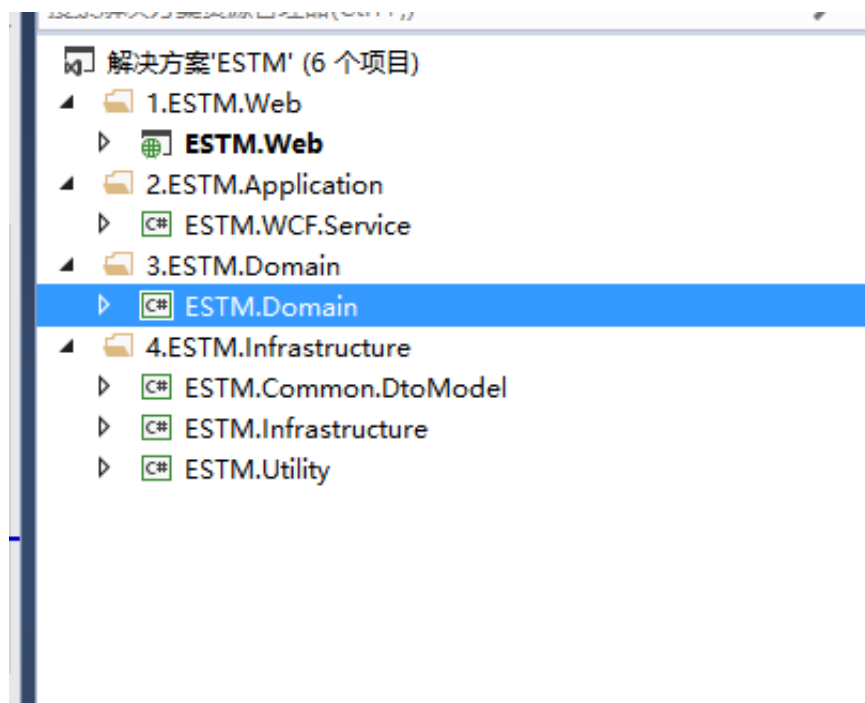 解决方案'ESTM' (6 个项目)
1.ESTM.Web
ESTM.Web
2.ESTM.Application
C# ESTM.WCF.Service
3.ESTM.Domain
C# ESTM.Domain
4.ESTM.Infrastructure
C# ESTM.Common.DtoModel
C# ESTM.Infrastructure
C# ESTM.Utility